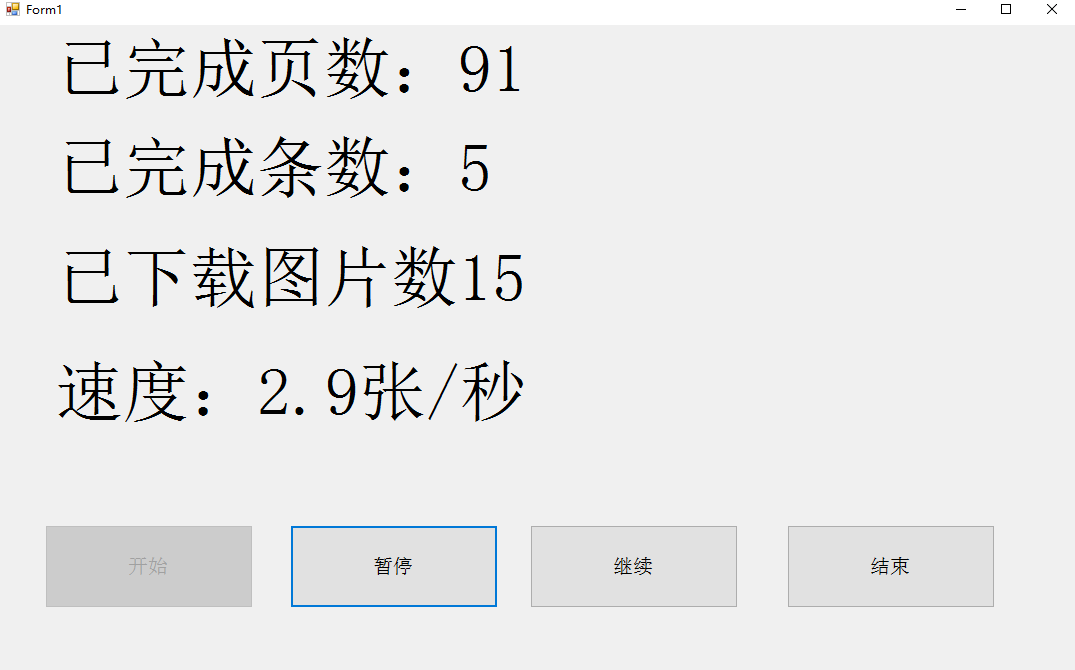 Form1
已完成页数：91
已完成条数：5
已下载图片数15
速度：2.9张/秒
开始 暂停 继续 结束